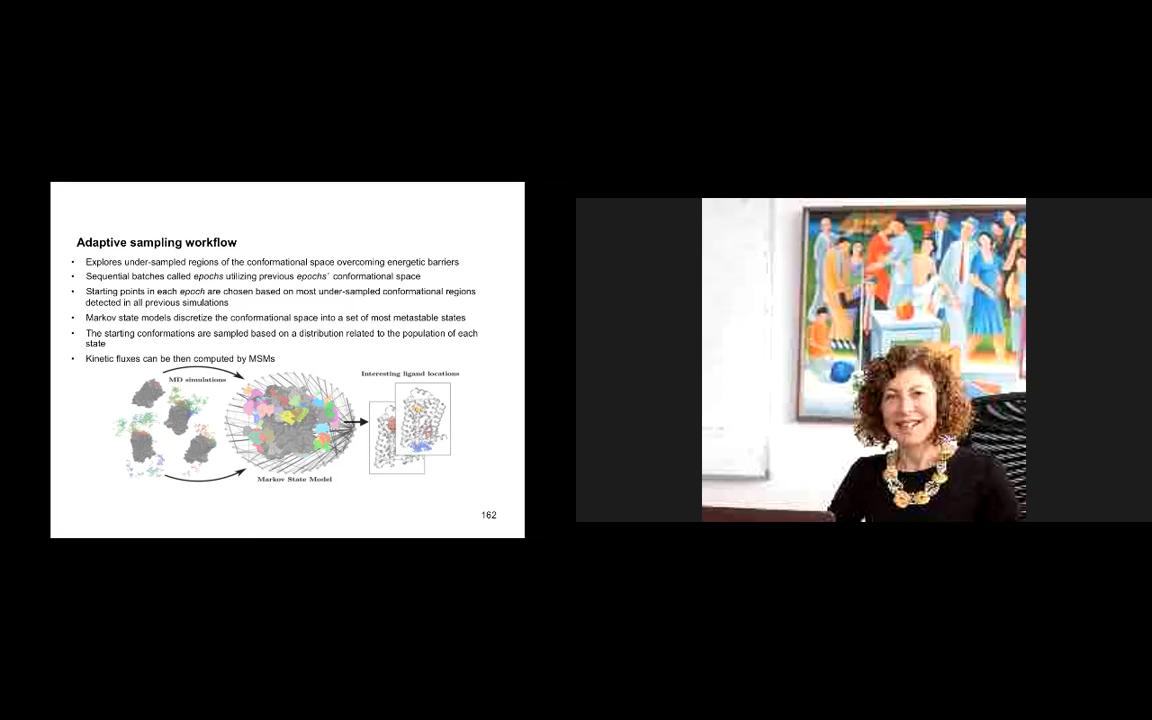 Adaptive sampling workflow
• Explores under-sampled regions of the conformational space overcoming energetic barriers
• Sequential batches called epochs utilizing previous epochs´ conformational space
• Starting points in each epoch are chosen based on most under-sampled conformational regions
detected in all previous simulations
• Markov state models discretize the conformational space into a set of most metastable states
• The starting conformations are sampled based on a distribution related to the population of each
state
• Kinetic fluxes can be then computed by MSMs
MD simulations
Interesting ligand locations
Markov State Model
162